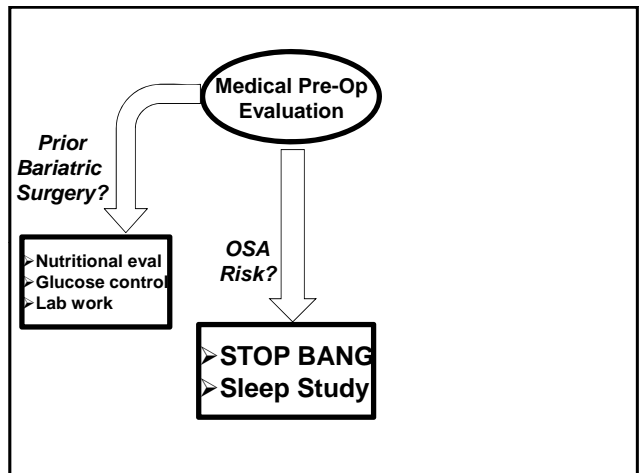 Medical Pre-Op
Evaluation
Prior
Bariatric
Surgery?
➢Nutritional eval
➢Glucose control
➢Lab work
OSA
Risk?
➢STOP BANG
➢Sleep Study